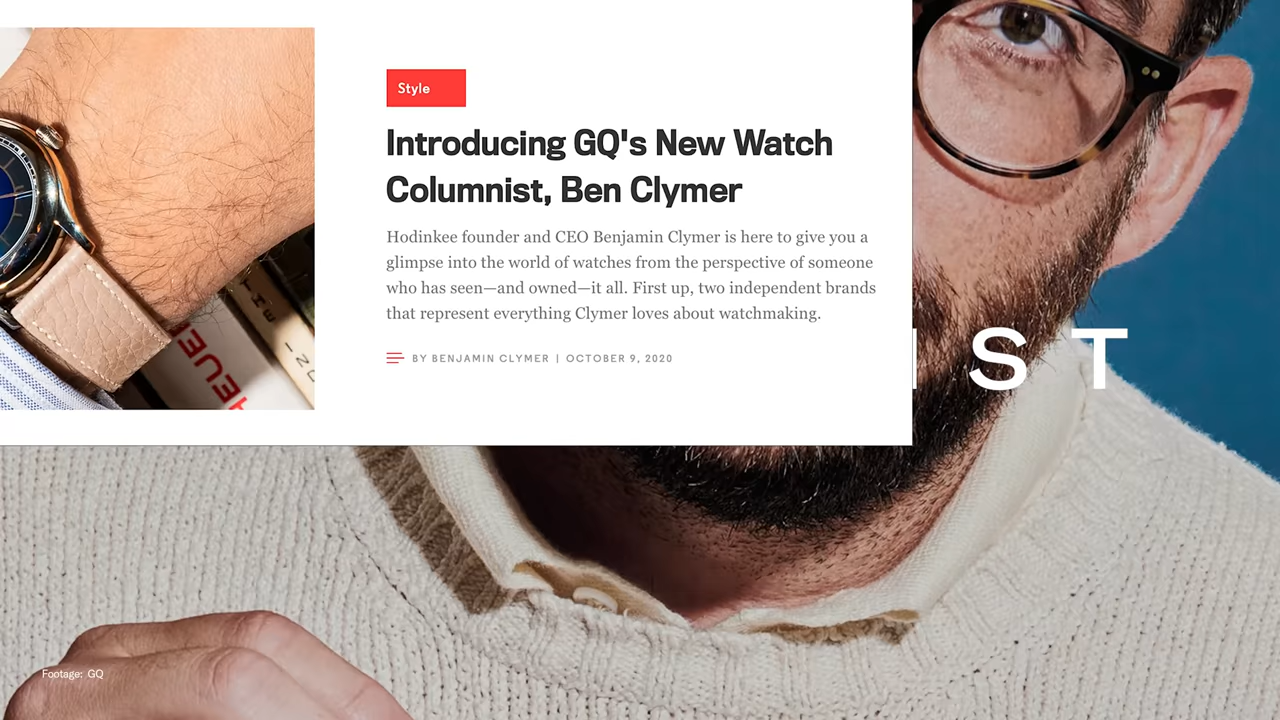 Style
Introducing GQ's New Watch
Columnist, Ben Clymer
Hodinkee founder and CEO Benjamin Clymer is here to give you a
glimpse into the world of watches from the perspective of someone
who has seen—and owned—it all. First up, two independent brands
that represent everything Clymer loves about watchmaking.
BY BENJAMIN CLYMER | OCTOBER 9, 2020
IST
HEUER
Footage: GQ